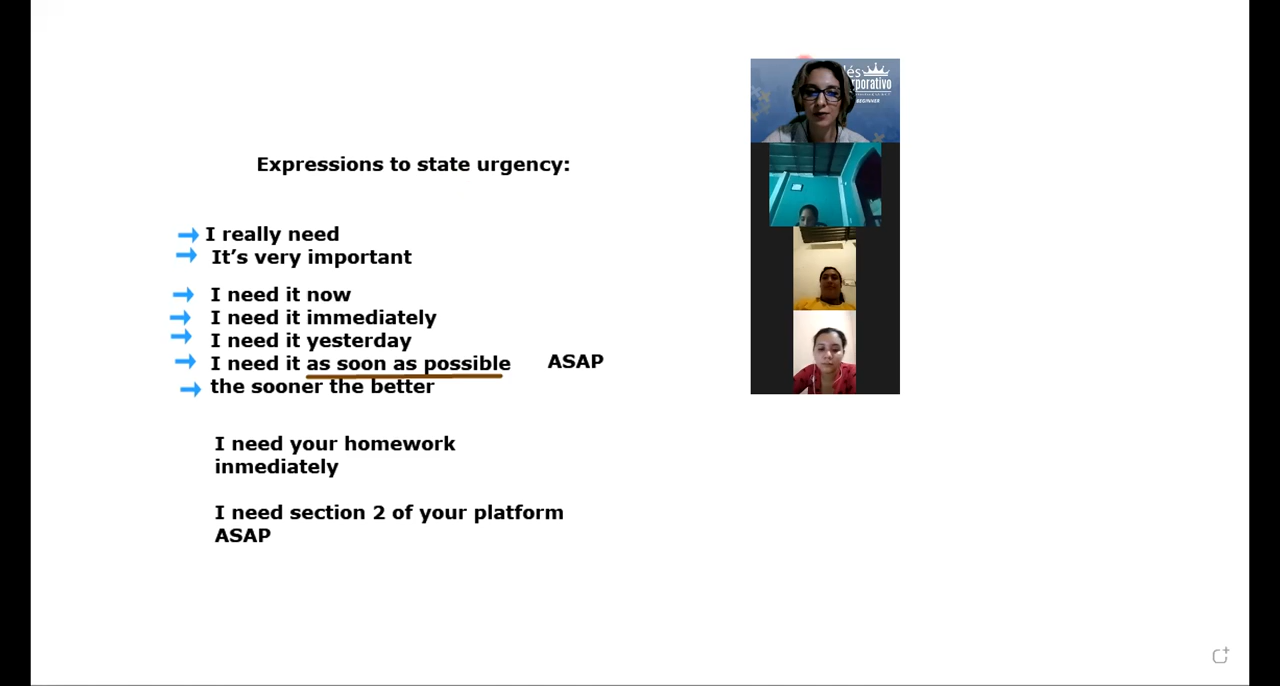 Expressions to state urgency:
I really need
It's very important
I need it now
I need it immediately
I need it yesterday
I need it as soon as possible ASAP
the sooner the better
I need your homework
inmediately
I need section 2 of your platform
ASAP
BEGINNER